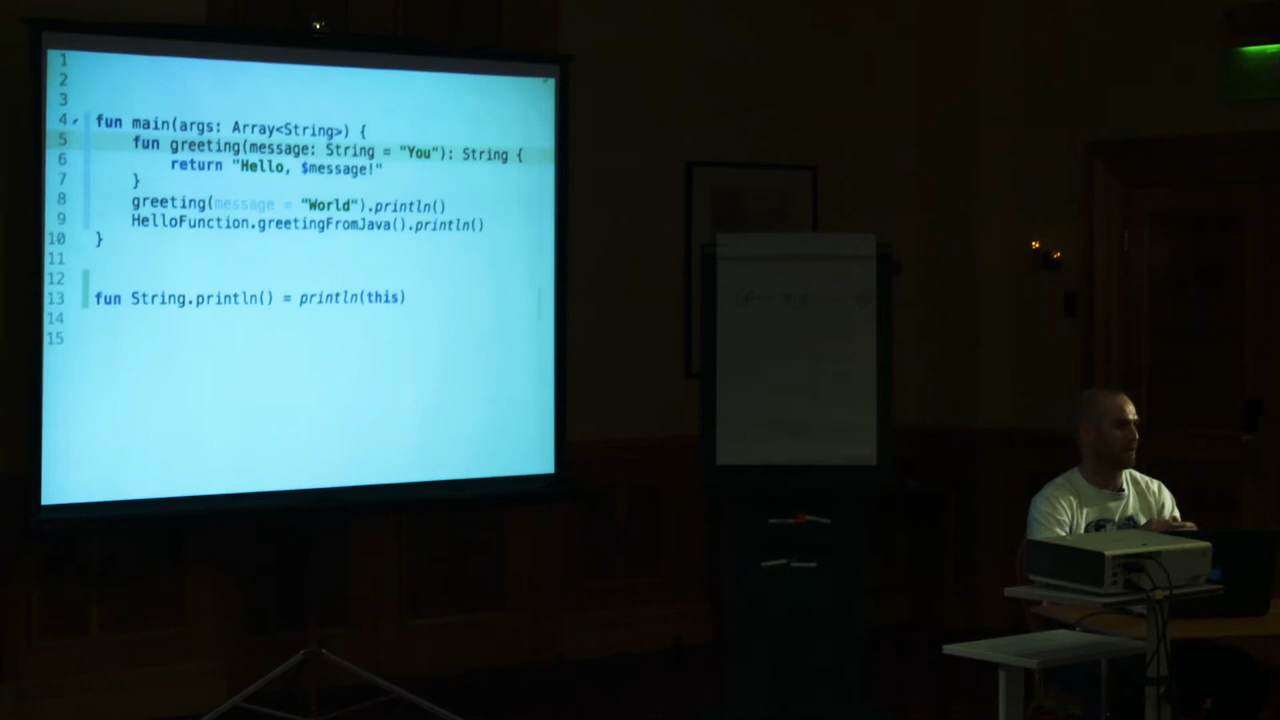 1
2
3
4 fun main(args: Array<String>) {
5 fun greeting(message: String = "You"): String {
6 return "Hello, $message!"
7 }
8 greeting(message = "World").println()
9 HelloFunction.greetingFromJava().println()
10 }
11
12
13 fun String.println() = println(this)
14
15